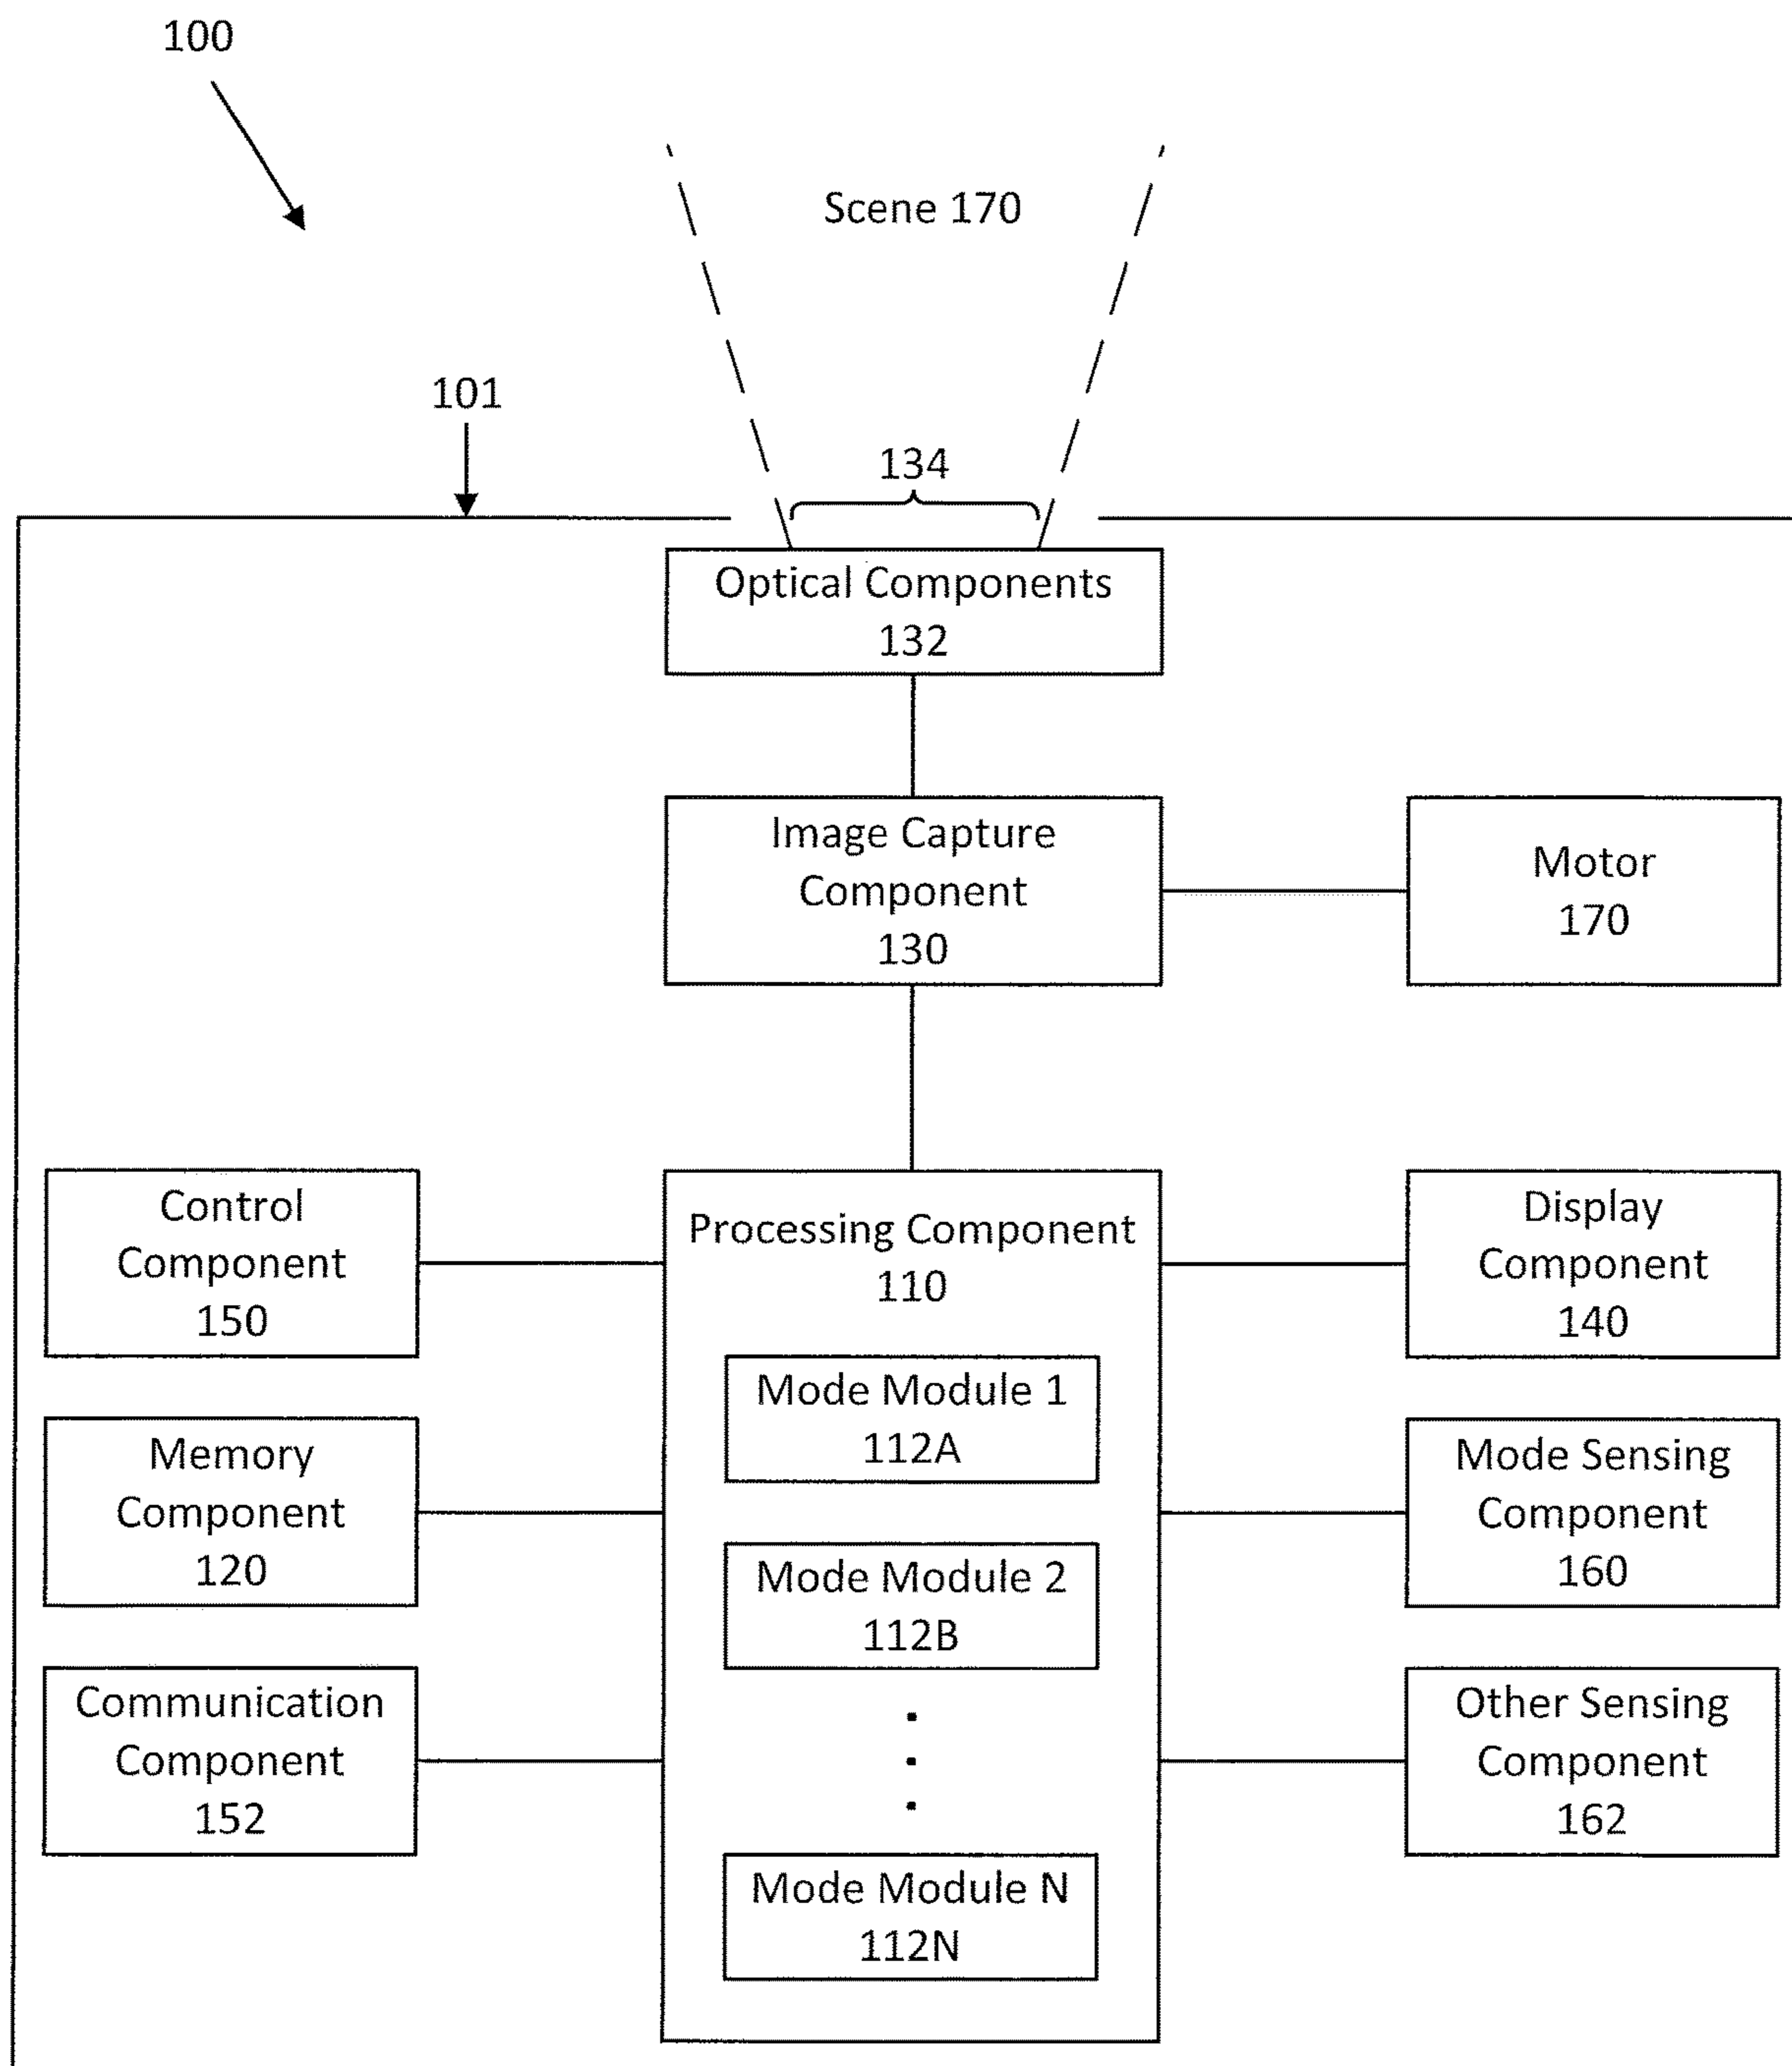 100
Scene 170
101
134
Optical Components
132
Image Capture
Component
130
Motor
170
Control
Component
150
Processing Component
110
Display
Component
140
Mode Module 1
112A
Memory
Component
120
Mode Sensing
Component
160
Mode Module 2
112B
Communication
Component
152
Other Sensing
Component
162
Mode Module N
112N